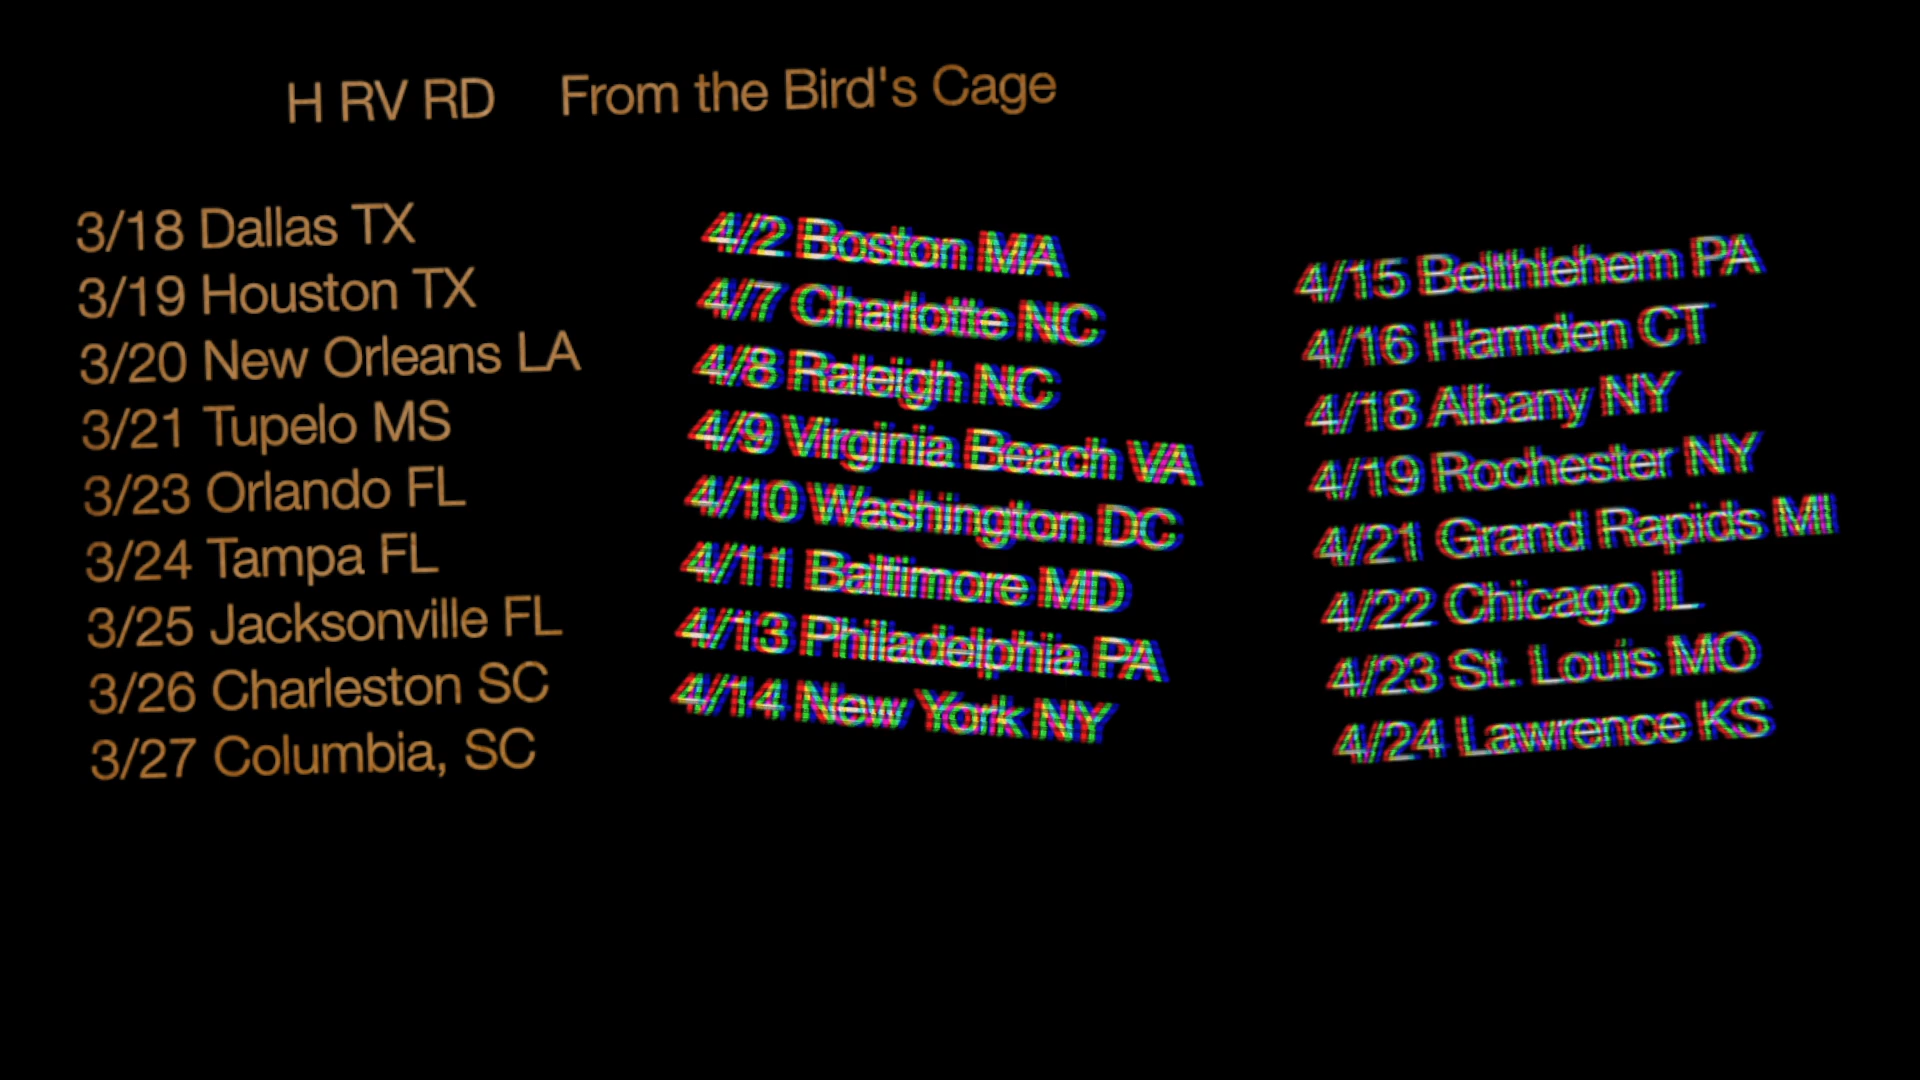 H RV RD From the Bird's Cage
3/18 Dallas TX
3/19 Houston TX
3/20 New Orleans LA
3/21 Tupelo MS
3/23 Orlando FL
3/24 Tampa FL
3/25 Jacksonville FL
3/26 Charleston SC
3/27 Columbia, SC
4/2 Boston MA
4/7 Charlotte NC
4/8 Raleigh NC
4/9 Virginia Beach VA
4/10 Washington DC
4/11 Baltimore MD
4/13 Philadelphia PA
4/14 New York NY
4/15 Belthlehem PA
4/16 Hamden CT
4/18 Albany NY
4/19 Rochester NY
4/21 Grand Rapids MI
4/22 Chicago IL
4/23 St. Louis MO
4/24 Lawrence KS